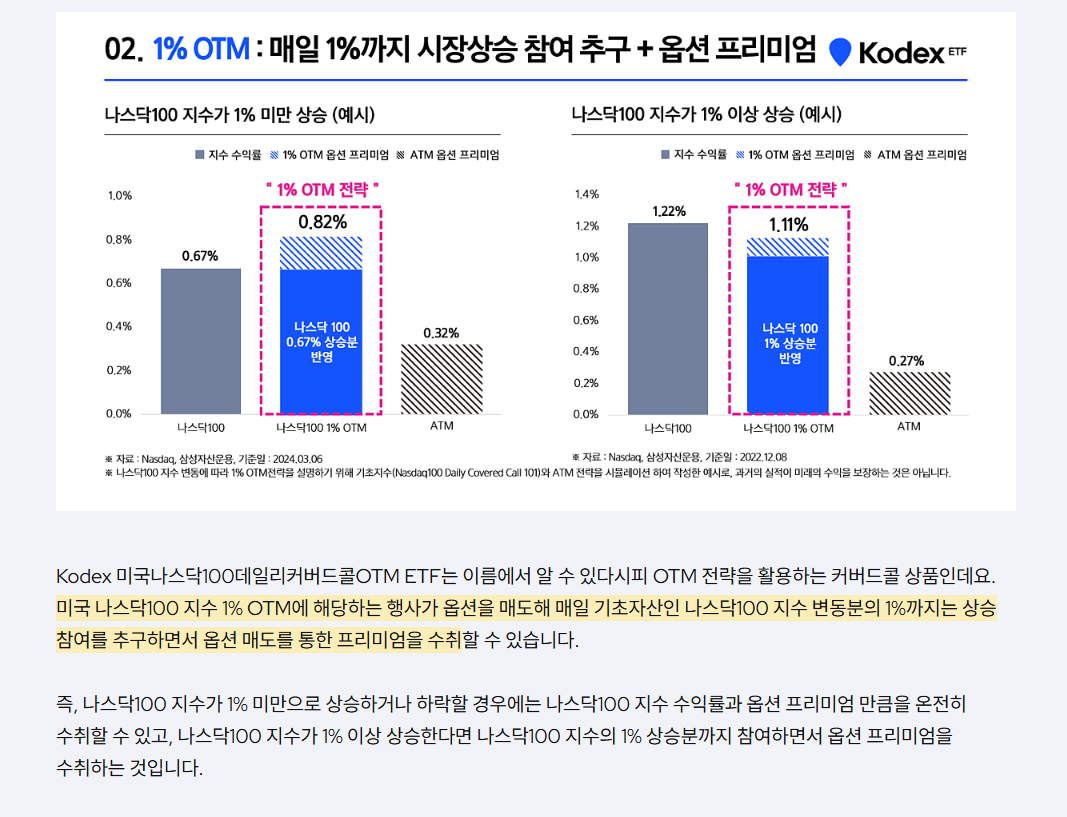 02. 1% OTM : 매일 1%까지 시장상승 참여 추구 + 옵션 프리미엄 Kodex ETF
나스닥100 지수가 1% 미만 상승 (예시)
지수 수익률 1% OTM 옵션 프리미엄 ATM 옵션 프리미엄
“ 1% OTM 전략 ”
1.0%
0.8%
0.6%
0.4%
0.2%
0.0%
0.67%
0.82%
0.32%
나스닥 100
0.67% 상승분
반영
나스닥100 나스닥100 1% OTM ATM
※ 자료 : Nasdaq, 삼성자산운용, 기준일 : 2024.03.06
나스닥100 지수가 1% 이상 상승 (예시)
지수 수익률 1% OTM 옵션 프리미엄 ATM 옵션 프리미엄
“ 1% OTM 전략 ”
1.4%
1.2%
1.0%
0.8%
0.6%
0.4%
0.2%
0.0%
1.22%
1.11%
0.27%
나스닥 100
1% 상승분
반영
나스닥100 나스닥100 1% OTM ATM
※ 자료 : Nasdaq, 삼성자산운용, 기준일 : 2022.12.08
※ 나스닥100 지수 변동에 따라 1% OTM전략을 설명하기 위해 기초지수(Nasdaq100 Daily Covered Call 101)와 ATM 전략을 시뮬레이션 하여 작성한 예시로, 과거의 실적이 미래의 수익을 보장하는 것은 아닙니다.
Kodex 미국나스닥100데일리커버드콜OTM ETF는 이름에서 알 수 있다시피 OTM 전략을 활용하는 커버드콜 상품인데요.
미국 나스닥100 지수 1% OTM에 해당하는 행사가 옵션을 매도해 매일 기초자산인 나스닥100 지수 변동분의 1%까지는 상승
참여를 추구하면서 옵션 매도를 통한 프리미엄을 수취할 수 있습니다.
즉, 나스닥100 지수가 1% 미만으로 상승하거나 하락할 경우에는 나스닥100 지수 수익률과 옵션 프리미엄 만큼을 온전히
수취할 수 있고, 나스닥100 지수가 1% 이상 상승한다면 나스닥100 지수의 1% 상승분까지 참여하면서 옵션 프리미엄을
수취하는 것입니다.